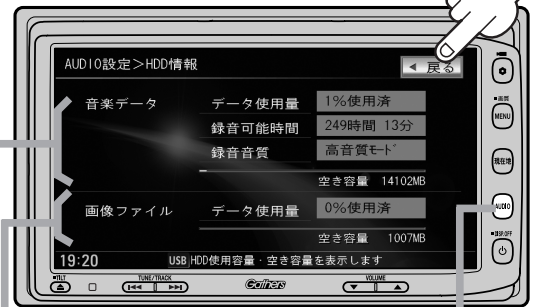 AUDIO設定>HDD情報
◀ 戻る
音楽データ
データ使用量 1%使用済
録音可能時間 249時間 13分
録音音質 高音質モード
空き容量 14102MB
画像ファイル
データ使用量 0%使用済
空き容量 1007MB
19:20 USB HDD使用容量・空き容量を表示します
画質
MENU
現在地
AUDIO
TILT
TUNE/TRACK
Gathers
VOLUME